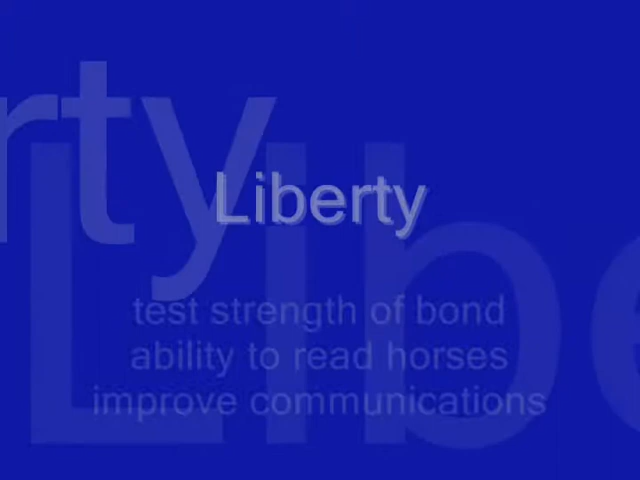 Liberty
test strength of bond
ability to read horses
improve communications
rty
Libe